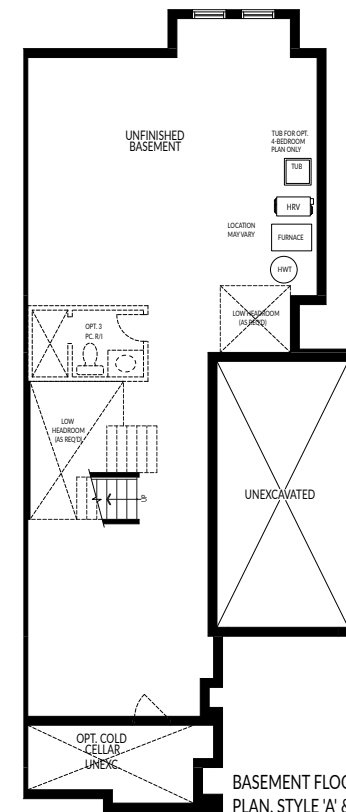 UNFINISHED
BASEMENT
TUB FOR OPT.
4-BEDROOM
PLAN ONLY
TUB
HRV
LOCATION
MAY VARY
FURNACE
HWT
LOW HEADROOM
(AS REQ'D)
OPT. 3
PC. R/I
LOW
HEADROOM
(AS REQ'D)
UP
UNEXCAVATED
OPT. COLD
CELLAR
UNEXC.
BASEMENT FLOO
PLAN, STYLE 'A' &